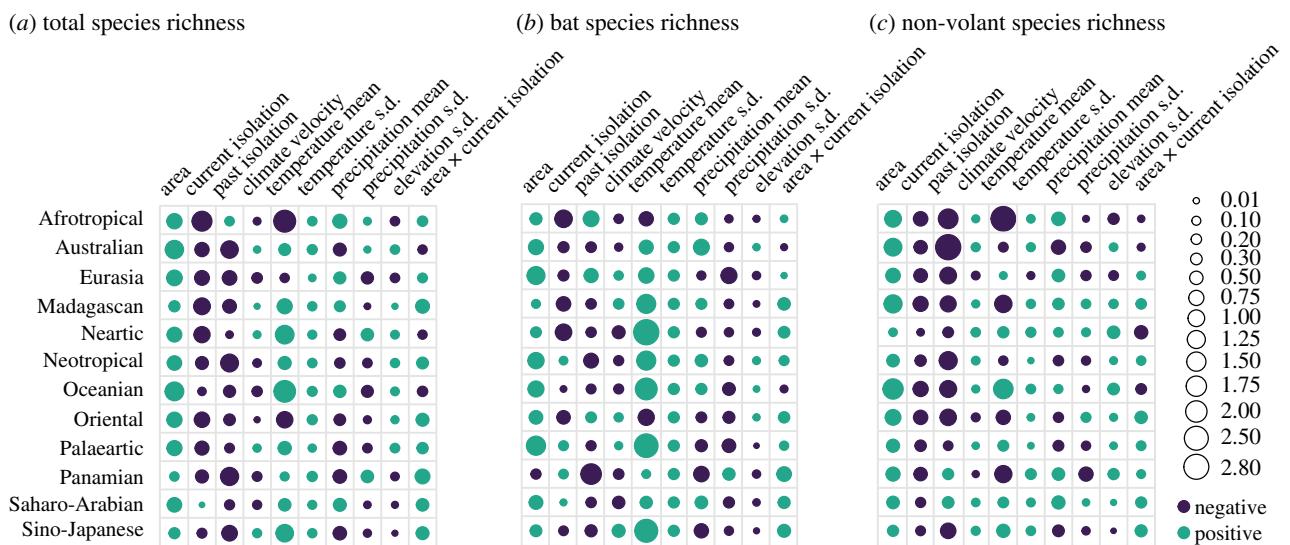 (a) total species richness
(b) bat species richness
(c) non-volant species richness
area
current isolation
past isolation
climate velocity
temperature mean
temperature s.d.
precipitation mean
precipitation s.d.
elevation s.d.
area × current isolation
area
current isolation
past isolation
climate velocity
temperature mean
temperature s.d.
precipitation mean
precipitation s.d.
elevation s.d.
area × current isolation
area
current isolation
past isolation
climate velocity
temperature mean
temperature s.d.
precipitation mean
precipitation s.d.
elevation s.d.
area × current isolation
Afrotropical
Australian
Eurasia
Madagascan
Neartic
Neotropical
Oceanian
Oriental
Palaeartic
Panamian
Saharo-Arabian
Sino-Japanese
0.01
0.10
0.20
0.30
0.50
0.75
1.00
1.25
1.50
1.75
2.00
2.50
2.80
negative
positive